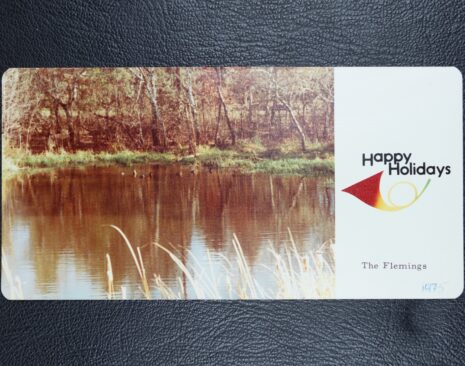 Happy
Holidays
The Flemings